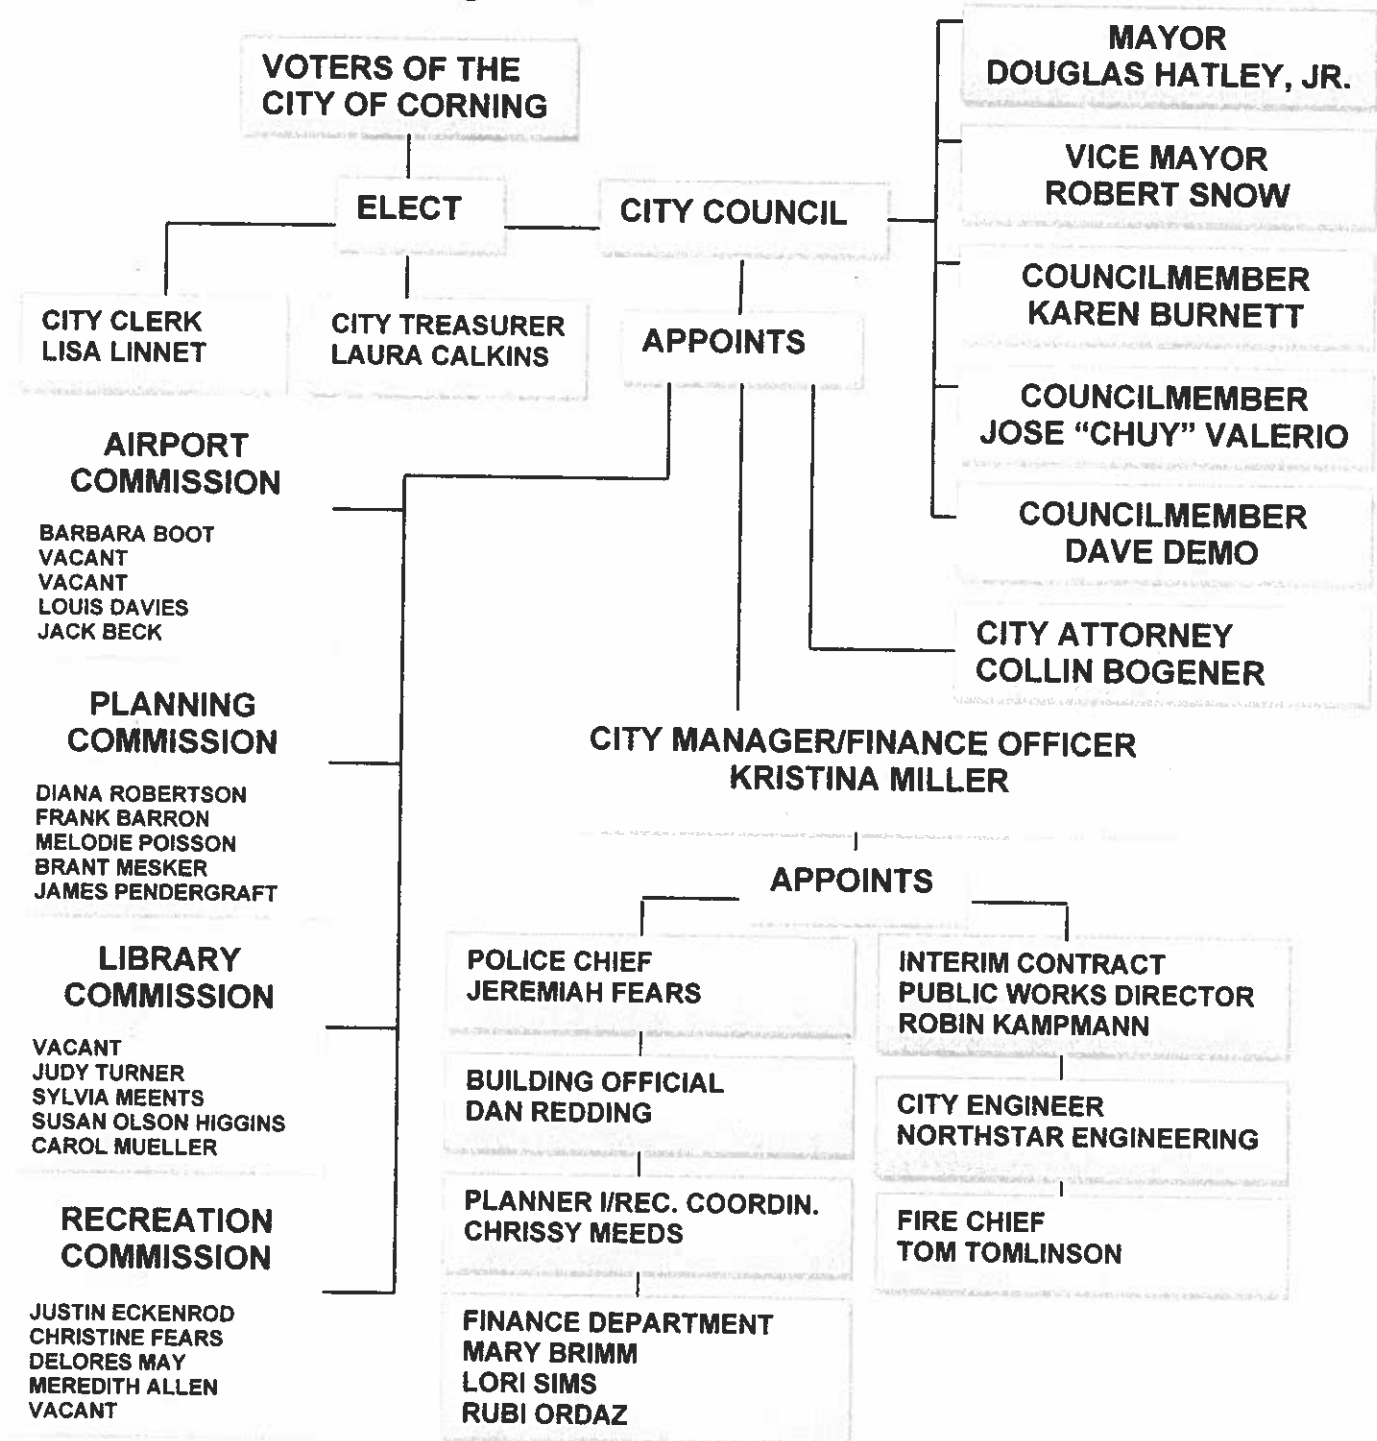 VOTERS OF THE
CITY OF CORNING
ELECT
CITY COUNCIL
MAYOR
DOUGLAS HATLEY, JR.
VICE MAYOR
ROBERT SNOW
COUNCILMEMBER
KAREN BURNETT
COUNCILMEMBER
JOSE “CHUY” VALERIO
COUNCILMEMBER
DAVE DEMO
CITY CLERK
LISA LINNET
CITY TREASURER
LAURA CALKINS
APPOINTS
AIRPORT
COMMISSION
BARBARA BOOT
VACANT
VACANT
LOUIS DAVIES
JACK BECK
PLANNING
COMMISSION
DIANA ROBERTSON
FRANK BARRON
MELODIE POISSON
BRANT MESKER
JAMES PENDERGRAFT
LIBRARY
COMMISSION
VACANT
JUDY TURNER
SYLVIA MEENTS
SUSAN OLSON HIGGINS
CAROL MUELLER
RECREATION
COMMISSION
JUSTIN ECKENROD
CHRISTINE FEARS
DELORES MAY
MEREDITH ALLEN
VACANT
CITY ATTORNEY
COLLIN BOGENER
CITY MANAGER/FINANCE OFFICER
KRISTINA MILLER
APPOINTS
POLICE CHIEF
JEREMIAH FEARS
BUILDING OFFICIAL
DAN REDDING
PLANNER I/REC. COORDIN.
CHRISSY MEEDS
FINANCE DEPARTMENT
MARY BRIMM
LORI SIMS
RUBI ORDAZ
INTERIM CONTRACT
PUBLIC WORKS DIRECTOR
ROBIN KAMPMANN
CITY ENGINEER
NORTHSTAR ENGINEERING
FIRE CHIEF
TOM TOMLINSON